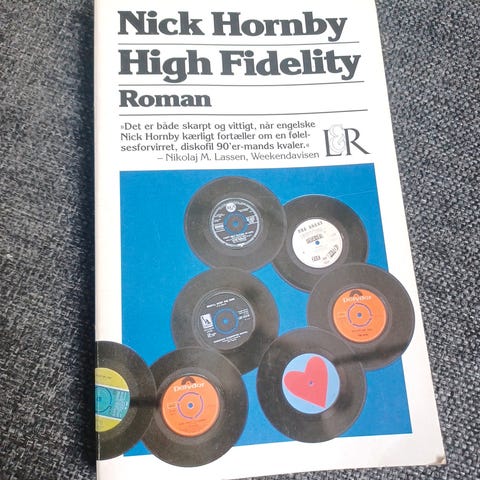 Nick Hornby
High Fidelity
Roman
»Det er både skarpt og vittigt, når engelske
Nick Hornby kærligt fortæller om en følel-
sesforvirret, diskofil 90'er-mands kvaler.«
– Nikolaj M. Lassen, Weekendavisen
L&R
Polydor
Polydor